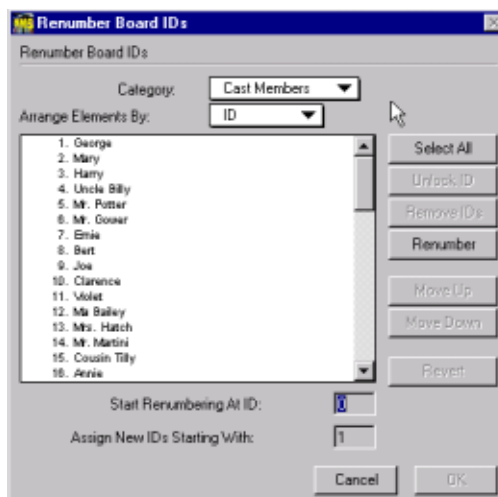 Renumber Board IDs
Renumber Board IDs
Category: Cast Members
Arrange Elements By: ID
1. George
2. Mary
3. Harry
4. Uncle Billy
5. Mr. Potter
6. Mr. Gower
7. Ernie
8. Bert
9. Joe
10. Clarence
11. Violet
12. Ma Bailey
13. Mrs. Hatch
14. Mr. Martini
15. Cousin Tilly
16. Annie
Select All
Unlock ID
Remove IDs
Renumber
Move Up
Move Down
Revert
Start Renumbering At ID: 0
Assign New IDs Starting With: 1
Cancel OK